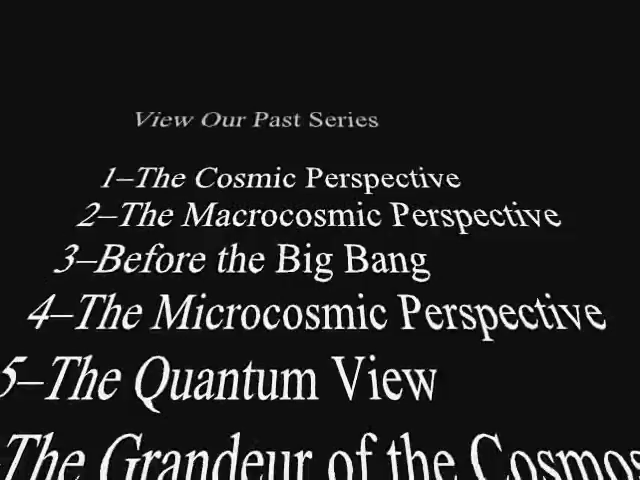 View Our Past Series
1–The Cosmic Perspective
2–The Macrocosmic Perspective
3–Before the Big Bang
4–The Microcosmic Perspective
5–The Quantum View
–The Grandeur of the Cosmos